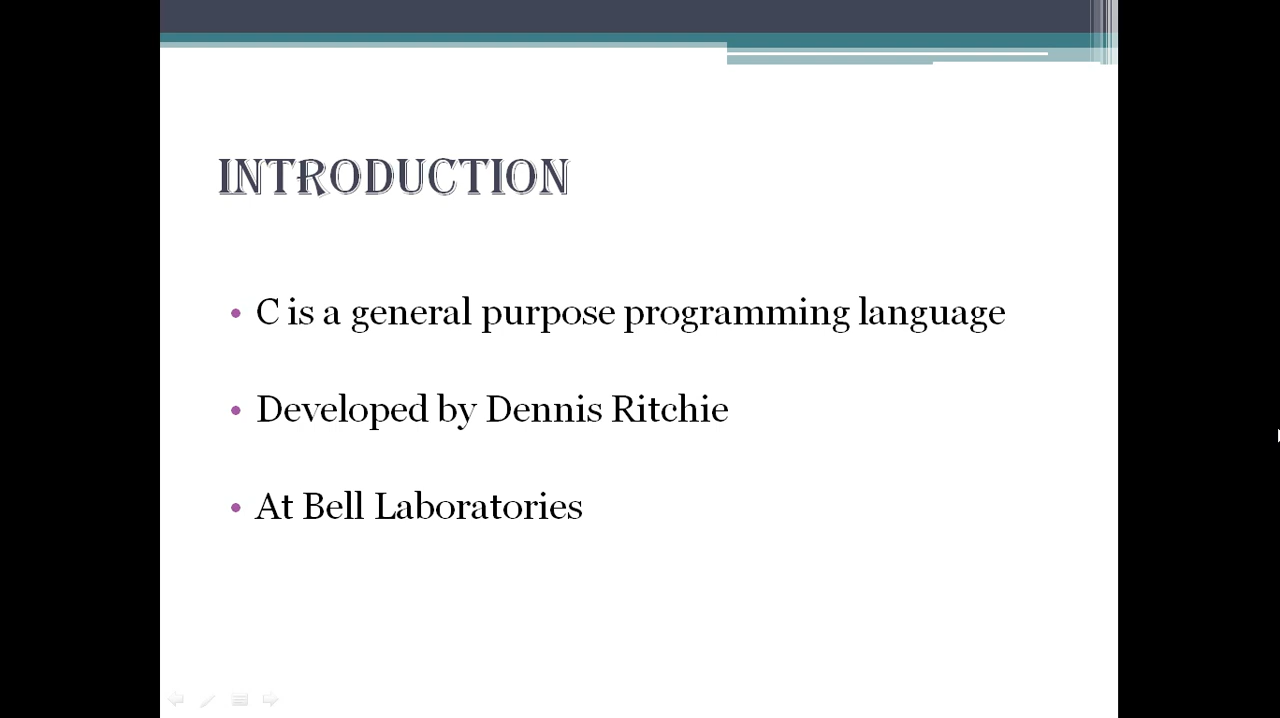 INTRODUCTION
• C is a general purpose programming language
• Developed by Dennis Ritchie
• At Bell Laboratories